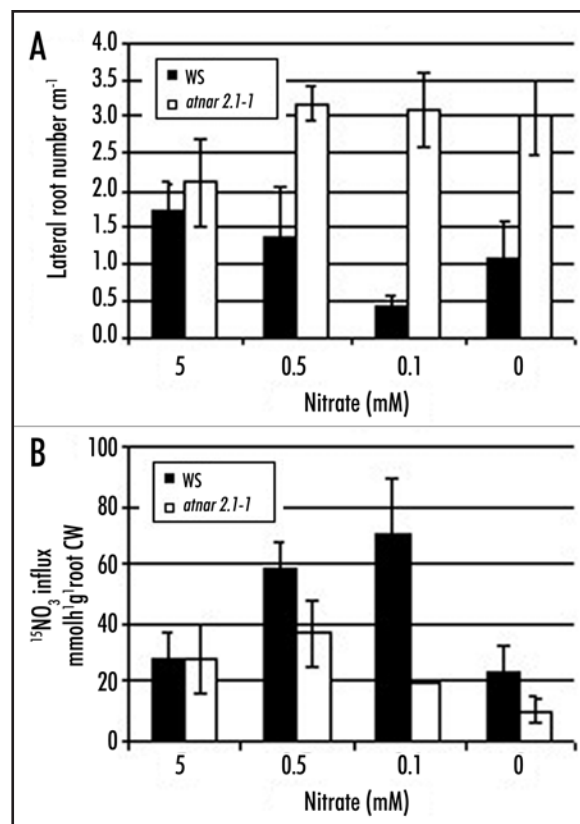 A
WS
atnar 2.1-1
Lateral root number cm-1
4.0
3.5
3.0
2.5
2.0
1.5
1.0
0.5
0.0
5 0.5 0.1 0
Nitrate (mM)
B
WS
atnar 2.1-1
15NO3 influx
mmolh1g1root CW
100
80
60
40
20
0
5 0.5 0.1 0
Nitrate (mM)